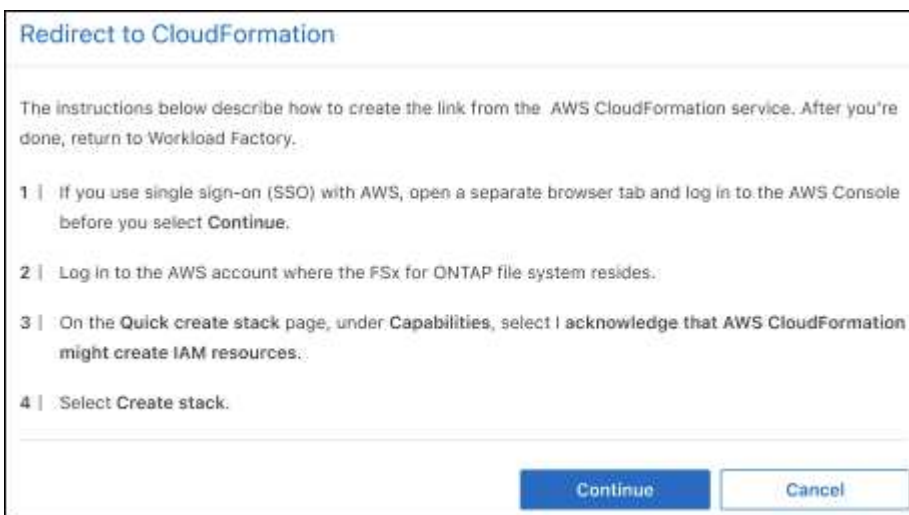 Redirect to CloudFormation
The instructions below describe how to create the link from the AWS CloudFormation service. After you're
done, return to Workload Factory.
1 | If you use single sign-on (SSO) with AWS, open a separate browser tab and log in to the AWS Console
before you select Continue.
2 | Log in to the AWS account where the FSx for ONTAP file system resides.
3 | On the Quick create stack page, under Capabilities, select I acknowledge that AWS CloudFormation
might create IAM resources.
4 | Select Create stack.
Continue Cancel